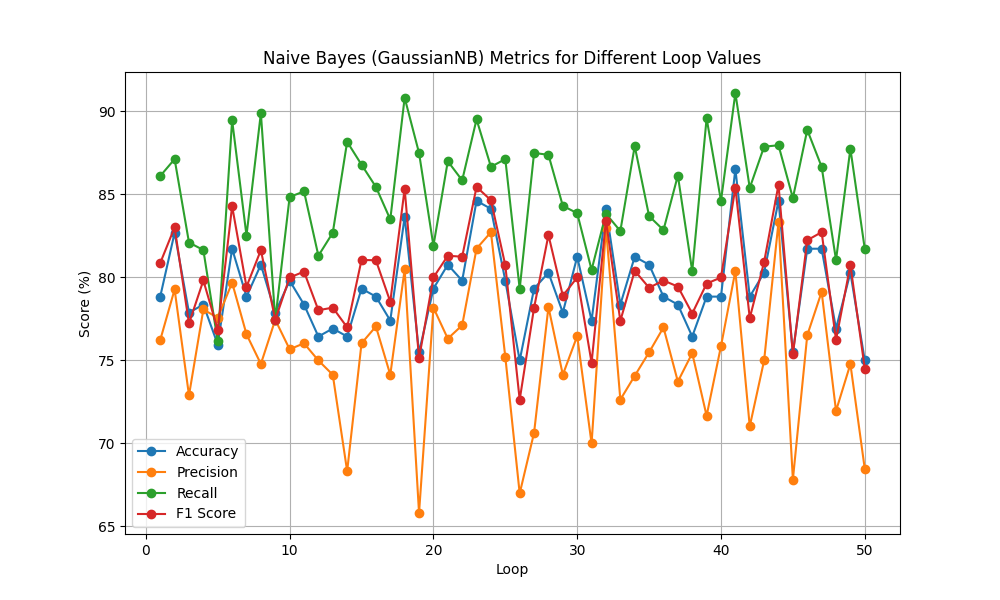 Naive Bayes (GaussianNB) Metrics for Different Loop Values
Score (%)
90
85
80
75
70
65
Accuracy
Precision
Recall
F1 Score
0 10 20 30 40 50
Loop